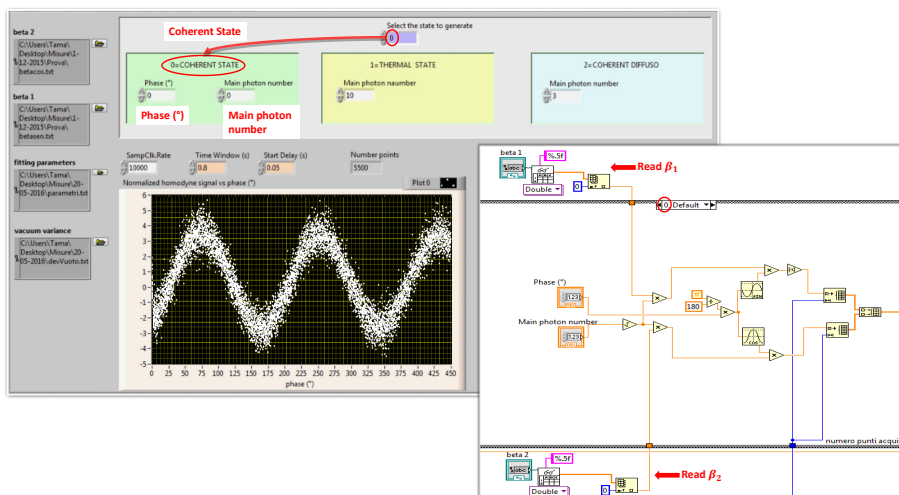 Select the state to generate
0
Coherent State
beta 2
C:\Users\Tama\
Desktop\Misure\1-
12-2015\Prova\
betacos.txt
0=COHERENT STATE
Phase (°)
0
Main photon number
0
Phase (°)
Main photon
number
1=THERMAL STATE
Main photon naumber
10
2=COHERENT DIFFUSO
Main photon number
3
beta 1
C:\Users\Tama\
Desktop\Misure\1-
12-2015\Prova\
betasen.txt
fitting parameters
C:\Users\Tama\
Desktop\Misure\20-
05-2016\parametri.txt
vacuum variance
C:\Users\Tama\
Desktop\Misure\20-
05-2016\devVuoto.txt
SampClk.Rate
10000
Time Window (s)
0.8
Start Delay (s)
0.05
Number points
5500
Normalized homodyne signal vs phase (°)
Plot 0
6
5
4
3
2
1
0
-1
-2
-3
-4
-5
0 25 50 75 100 125 150 175 200 225 250 275 300 325 350 375 400 425 450
phase (°)
beta 1
%.5f
abc
Double
0
Read β1
0, Default
Phase (°)
1.23
Main photon number
1.23
180
SIN
COS
numero punti acqui
beta 2
%.5f
abc
Double
0
Read β2